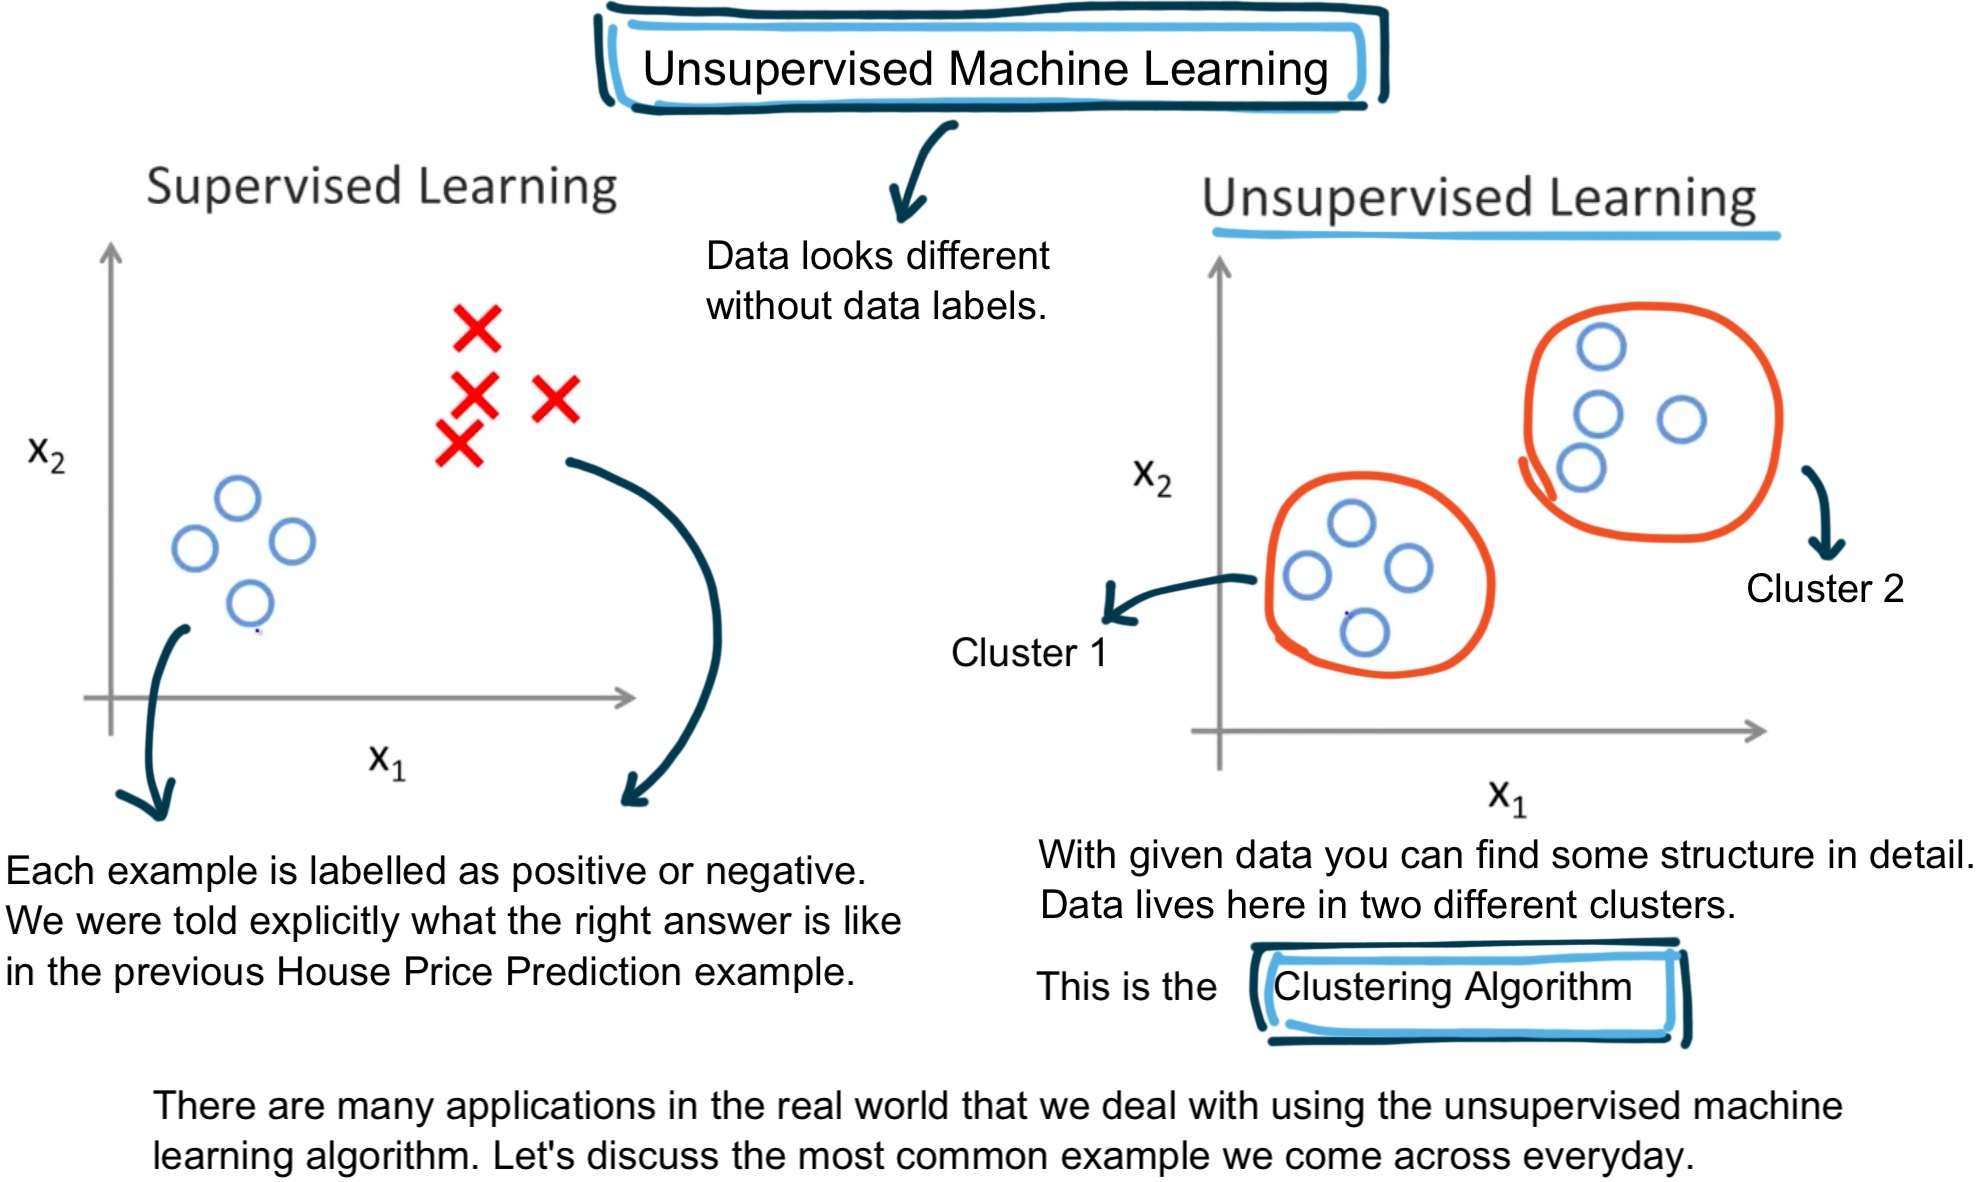 Unsupervised Machine Learning
Supervised Learning
Data looks different
without data labels.
Unsupervised Learning
x₂
x₁
x₂
x₁
Cluster 1
Cluster 2
Each example is labelled as positive or negative.
We were told explicitly what the right answer is like
in the previous House Price Prediction example.
With given data you can find some structure in detail.
Data lives here in two different clusters.
This is the Clustering Algorithm
There are many applications in the real world that we deal with using the unsupervised machine
learning algorithm. Let's discuss the most common example we come across everyday.